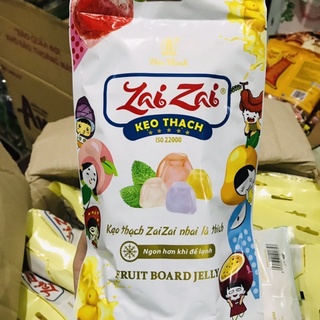 Zai Zai®
KẸO THẠCH
ISO 22000
Kẹo thạch ZaiZai nhai là thích
Ngon hơn khi để lạnh
FRUIT BOARD JELLY